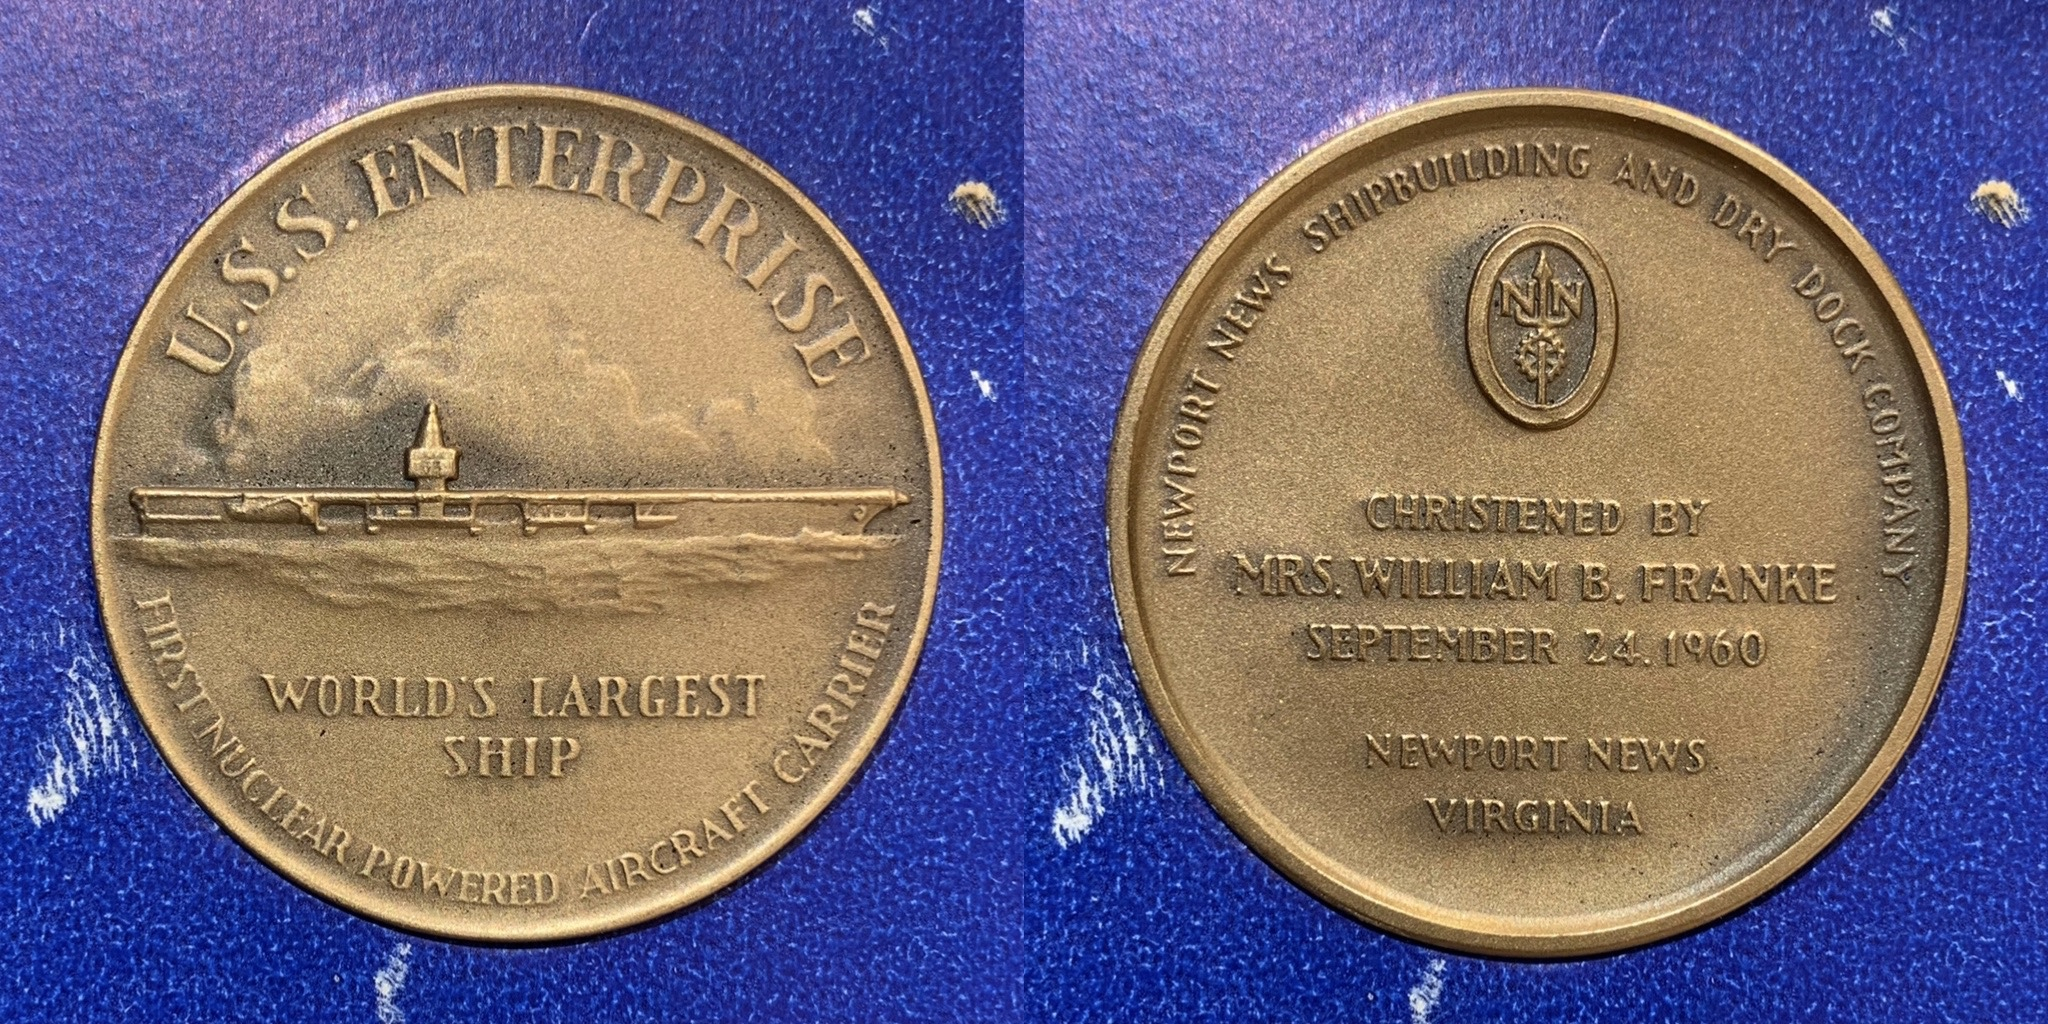 U.S.S. ENTERPRISE
WORLD'S LARGEST
SHIP
FIRST NUCLEAR POWERED AIRCRAFT CARRIER
NEWPORT NEWS SHIPBUILDING AND DRY DOCK COMPANY
NN
CHRISTENED BY
MRS. WILLIAM B. FRANKE
SEPTEMBER 24. 1960
NEWPORT NEWS
VIRGINIA